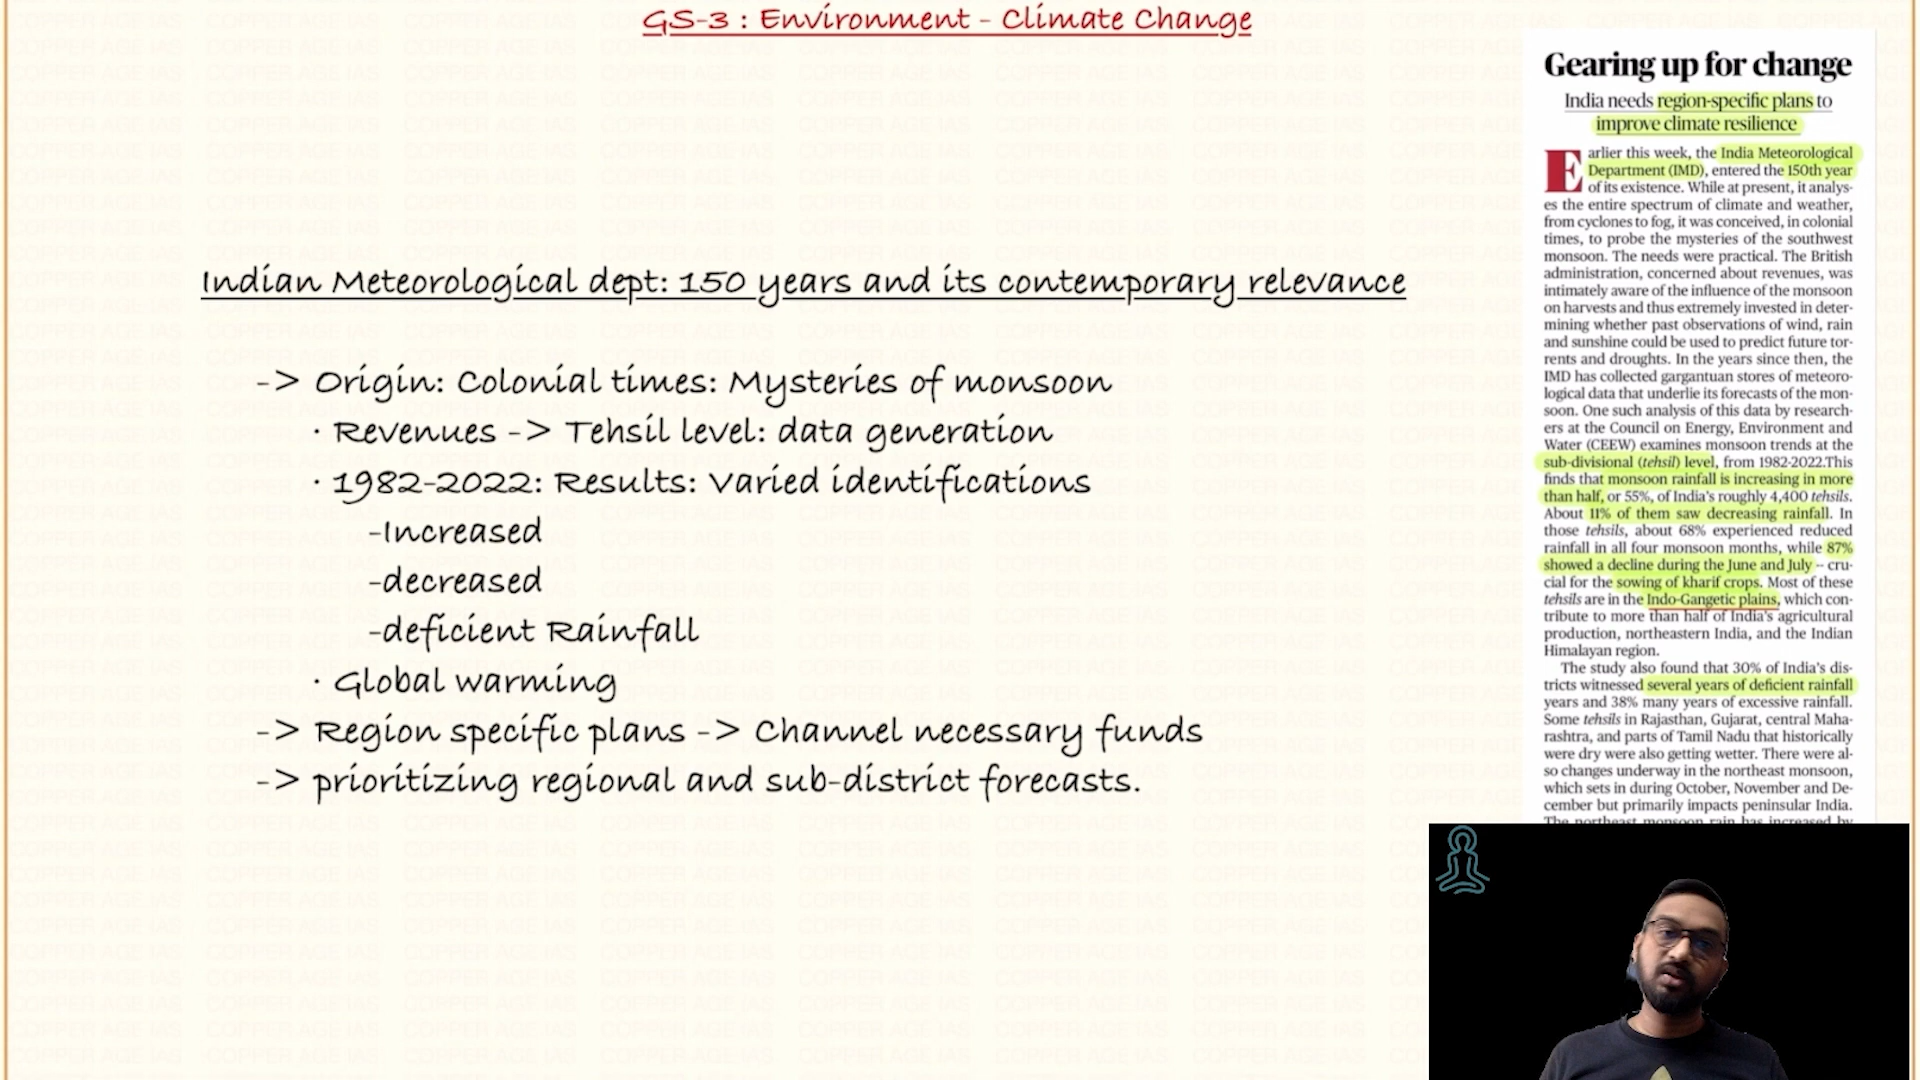 GS-3 : Environment - Climate Change
Indian Meteorological dept: 150 years and its contemporary relevance
-> Origin: Colonial times: Mysteries of monsoon
· Revenues -> Tehsil level: data generation
· 1982-2022: Results: Varied identifications
-Increased
-decreased
-deficient Rainfall
· Global warming
-> Region specific plans -> Channel necessary funds
-> prioritizing regional and sub-district forecasts.
Gearing up for change
India needs region-specific plans to
improve climate resilience
Earlier this week, the India Meteorological
Department (IMD), entered the 150th year
of its existence. While at present, it analys-
es the entire spectrum of climate and weather,
from cyclones to fog, it was conceived, in colonial
times, to probe the mysteries of the southwest
monsoon. The needs were practical. The British
administration, concerned about revenues, was
intimately aware of the influence of the monsoon
on harvests and thus extremely invested in deter-
mining whether past observations of wind, rain
and sunshine could be used to predict future tor-
rents and droughts. In the years since then, the
IMD has collected gargantuan stores of meteoro-
logical data that underlie its forecasts of the mon-
soon. One such analysis of this data by research-
ers at the Council on Energy, Environment and
Water (CEEW) examines monsoon trends at the
sub-divisional (tehsil) level, from 1982-2022.This
finds that monsoon rainfall is increasing in more
than half, or 55%, of India's roughly 4,400 tehsils.
About 11% of them saw decreasing rainfall. In
those tehsils, about 68% experienced reduced
rainfall in all four monsoon months, while 87%
showed a decline during the June and July – cru-
cial for the sowing of kharif crops. Most of these
tehsils are in the Indo-Gangetic plains, which con-
tribute to more than half of India's agricultural
production, northeastern India, and the Indian
Himalayan region.
The study also found that 30% of India's dis-
tricts witnessed several years of deficient rainfall
years and 38% many years of excessive rainfall.
Some tehsils in Rajasthan, Gujarat, central Maha-
rashtra, and parts of Tamil Nadu that historically
were dry were also getting wetter. There were al-
so changes underway in the northeast monsoon,
which sets in during October, November and De-
cember but primarily impacts peninsular India.
The northeast monsoon rain has increased by